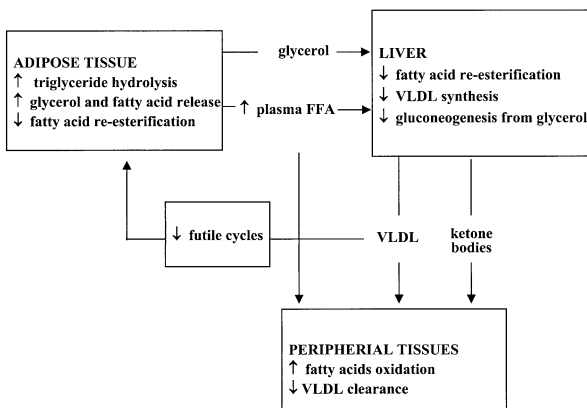 ADIPOSE TISSUE
↑ triglyceride hydrolysis
↑ glycerol and fatty acid release
↓ fatty acid re-esterification
glycerol
↑ plasma FFA
LIVER
↓ fatty acid re-esterification
↓ VLDL synthesis
↓ gluconeogenesis from glycerol
↓ futile cycles
VLDL
ketone
bodies
PERIPHERIAL TISSUES
↑ fatty acids oxidation
↓ VLDL clearance